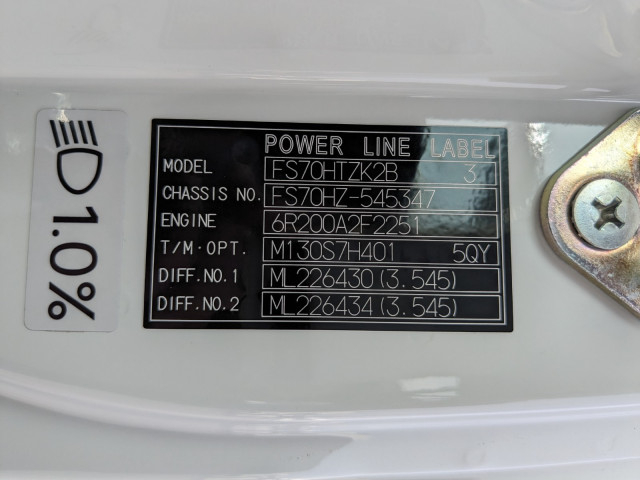 POWER LINE LABEL
MODEL FS70HTZK2B 3
CHASSIS NO. FS70HZ-545347
ENGINE 6R200A2F2251
T/M·OPT. M130S7H401 5QY
DIFF.NO.1 ML226430(3.545)
DIFF.NO.2 ML226434(3.545)
1.0%